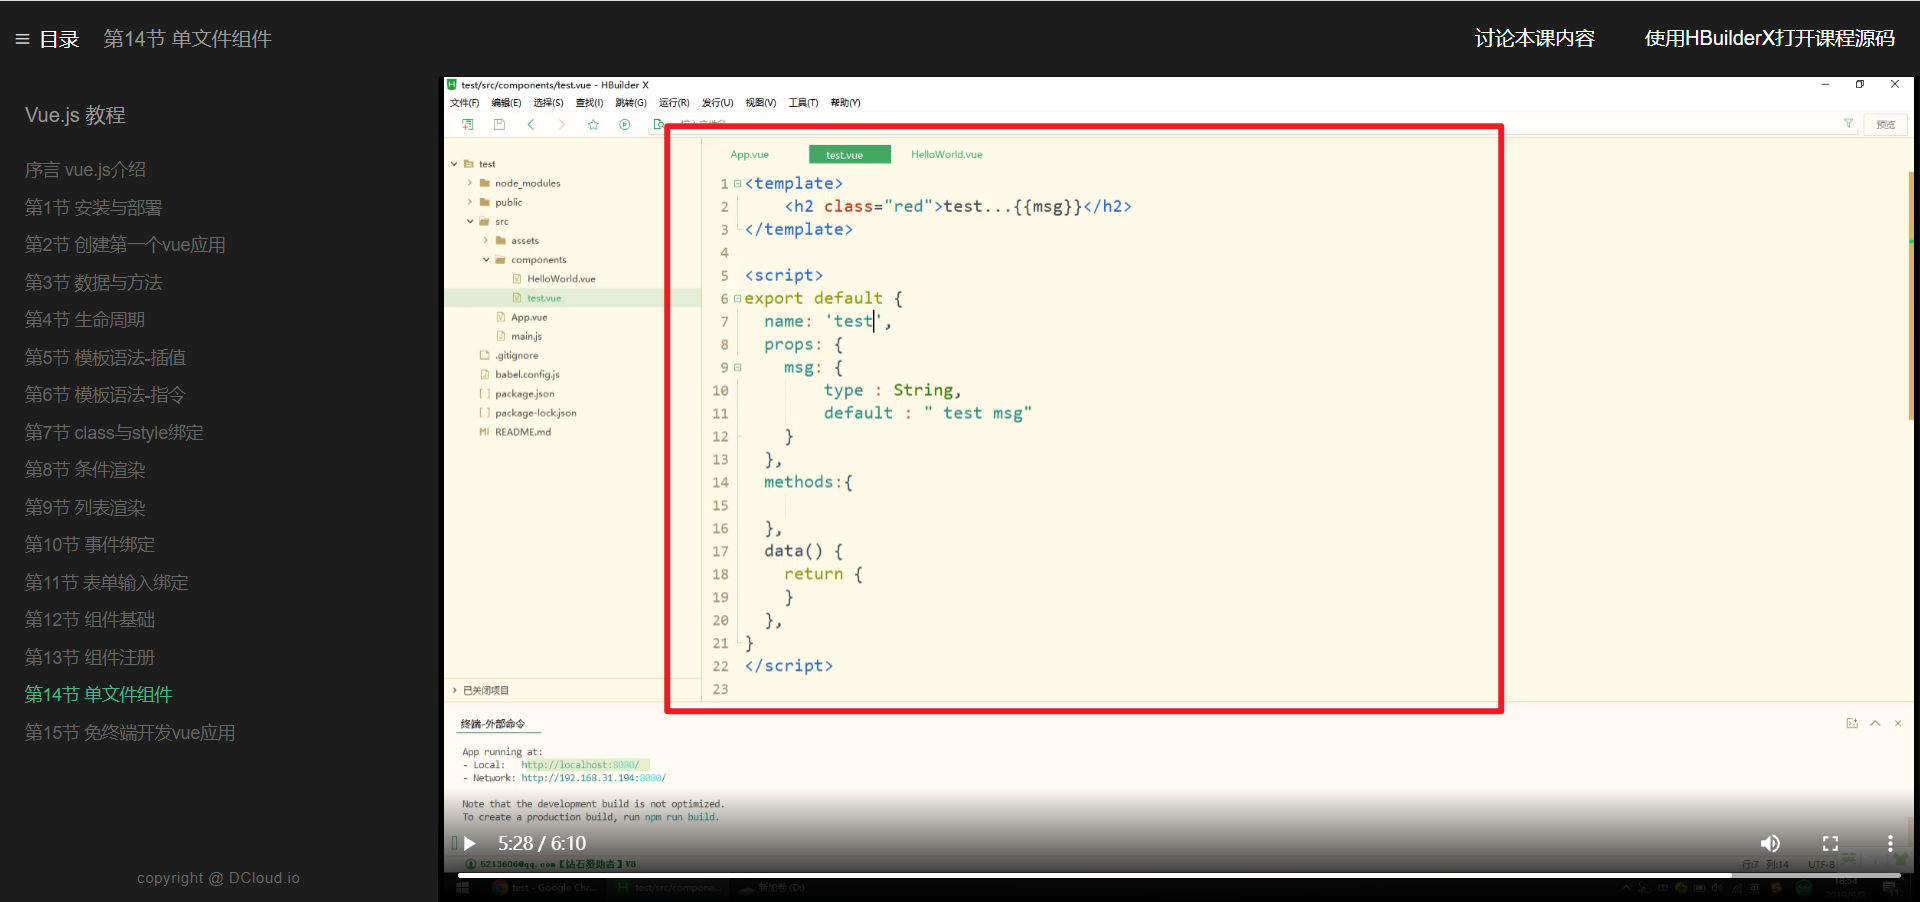 目录 第14节 单文件组件
讨论本课内容 使用HBuilderX打开课程源码
Vue.js 教程
序言 vue.js介绍
第1节 安装与部署
第2节 创建第一个vue应用
第3节 数据与方法
第4节 生命周期
第5节 模板语法-插值
第6节 模板语法-指令
第7节 class与style绑定
第8节 条件渲染
第9节 列表渲染
第10节 事件绑定
第11节 表单输入绑定
第12节 组件基础
第13节 组件注册
第14节 单文件组件
第15节 免终端开发vue应用
copyright @ DCloud.io
test/src/components/test.vue - HBuilder X
文件(F) 编辑(E) 选择(S) 查找(I) 跳转(G) 运行(R) 发行(U) 视图(V) 工具(T) 帮助(Y)
预览
test
node_modules
public
src
assets
components
HelloWorld.vue
test.vue
App.vue
main.js
.gitignore
babel.config.js
package.json
package-lock.json
README.md
已关闭项目
App.vue test.vue HelloWorld.vue
1 <template>
2 <h2 class="red">test...{{msg}}</h2>
3 </template>
4
5 <script>
6 export default {
7 name: 'test',
8 props: {
9 msg: {
10 type : String,
11 default : " test msg"
12 }
13 },
14 methods:{
15
16 },
17 data() {
18 return {
19 }
20 },
21 }
22 </script>
23
终端-外部命令
App running at:
- Local: http://localhost:8080/
- Network: http://192.168.31.194:8080/
Note that the development build is not optimized.
To create a production build, run npm run build.
5:28 / 6:10
行:7 列:14 UTF-8
test - Google Chr... test/src/compone...